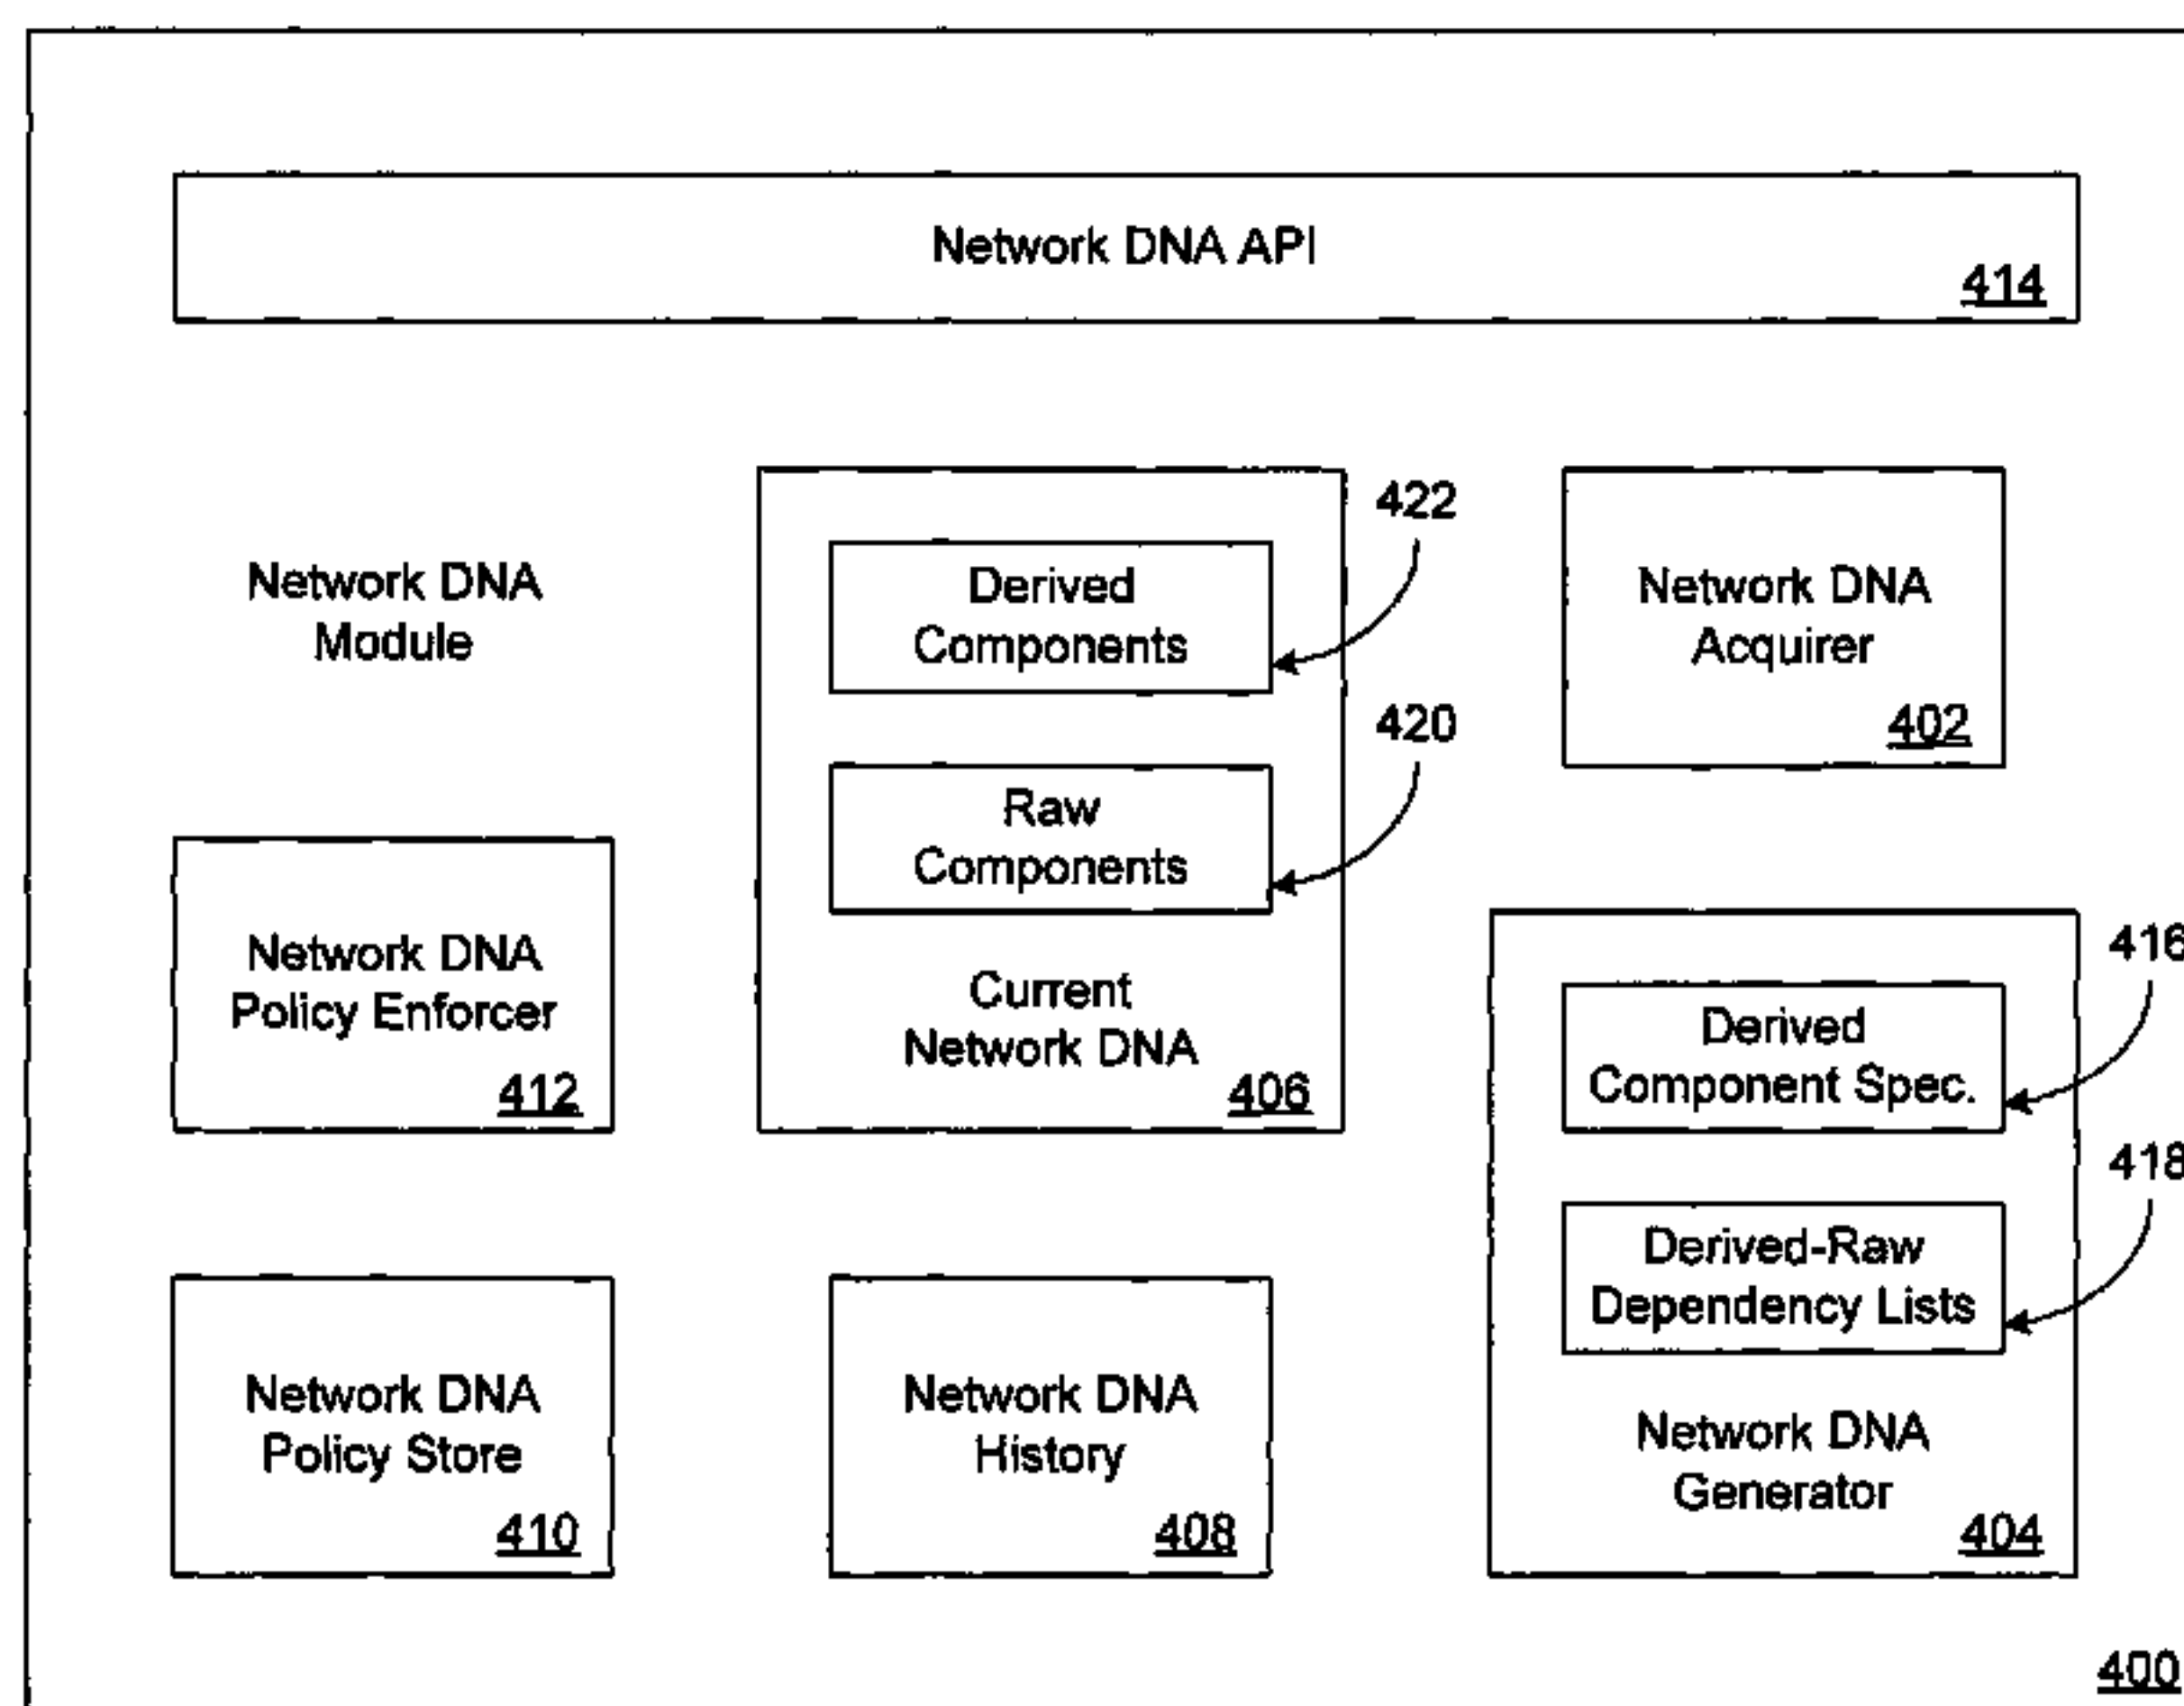 Network DNA API
414
Network DNA
Module
Derived
Components
422
Raw
Components
420
Current
Network DNA
406
Network DNA
Acquirer
402
Network DNA
Policy Enforcer
412
Derived
Component Spec.
416
Derived-Raw
Dependency Lists
418
Network DNA
Generator
404
Network DNA
Policy Store
410
Network DNA
History
408
400